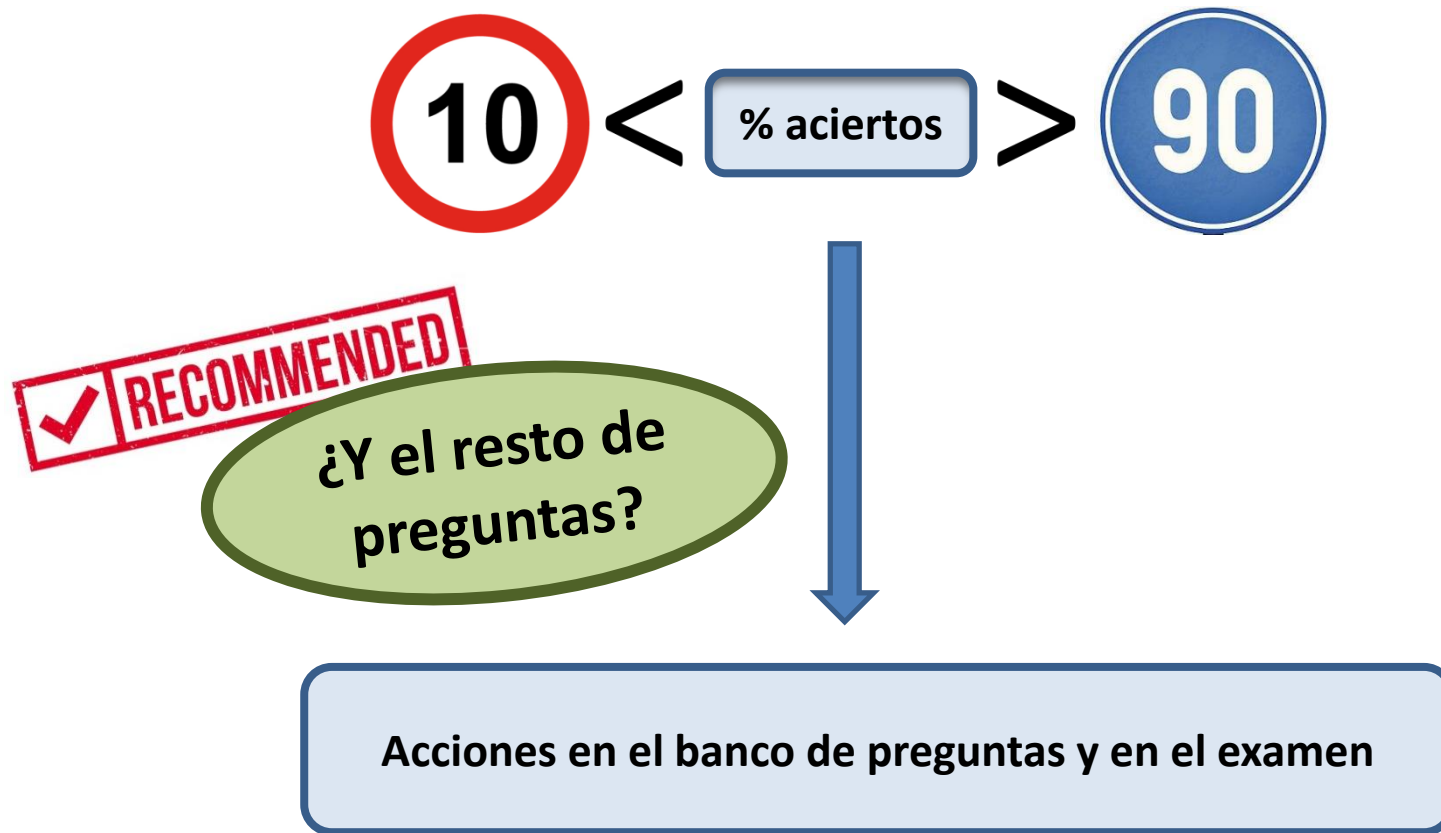 10 < % aciertos > 90
RECOMMENDED
¿Y el resto de
preguntas?
Acciones en el banco de preguntas y en el examen